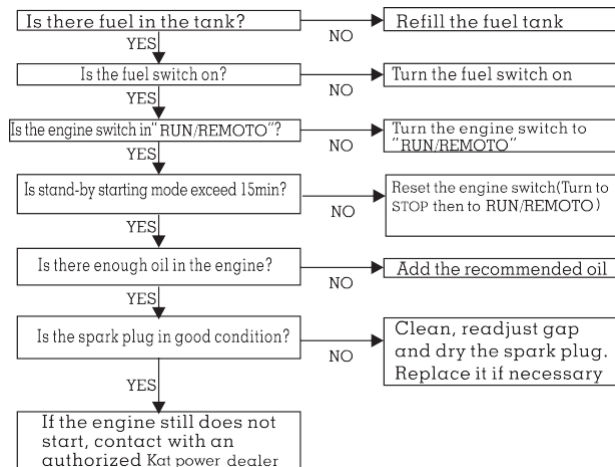 Is there fuel in the tank?
NO
Refill the fuel tank
YES
Is the fuel switch on?
NO
Turn the fuel switch on
YES
Is the engine switch in" RUN/REMOTO"?
NO
Turn the engine switch to
"RUN/REMOTO"
YES
Is stand-by starting mode exceed 15min?
NO
Reset the engine switch(Turn to
STOP then to RUN/REMOTO)
YES
Is there enough oil in the engine?
NO
Add the recommended oil
YES
Is the spark plug in good condition?
NO
Clean, readjust gap
and dry the spark plug.
Replace it if necessary
YES
If the engine still does not
start, contact with an
authorized Kat power dealer